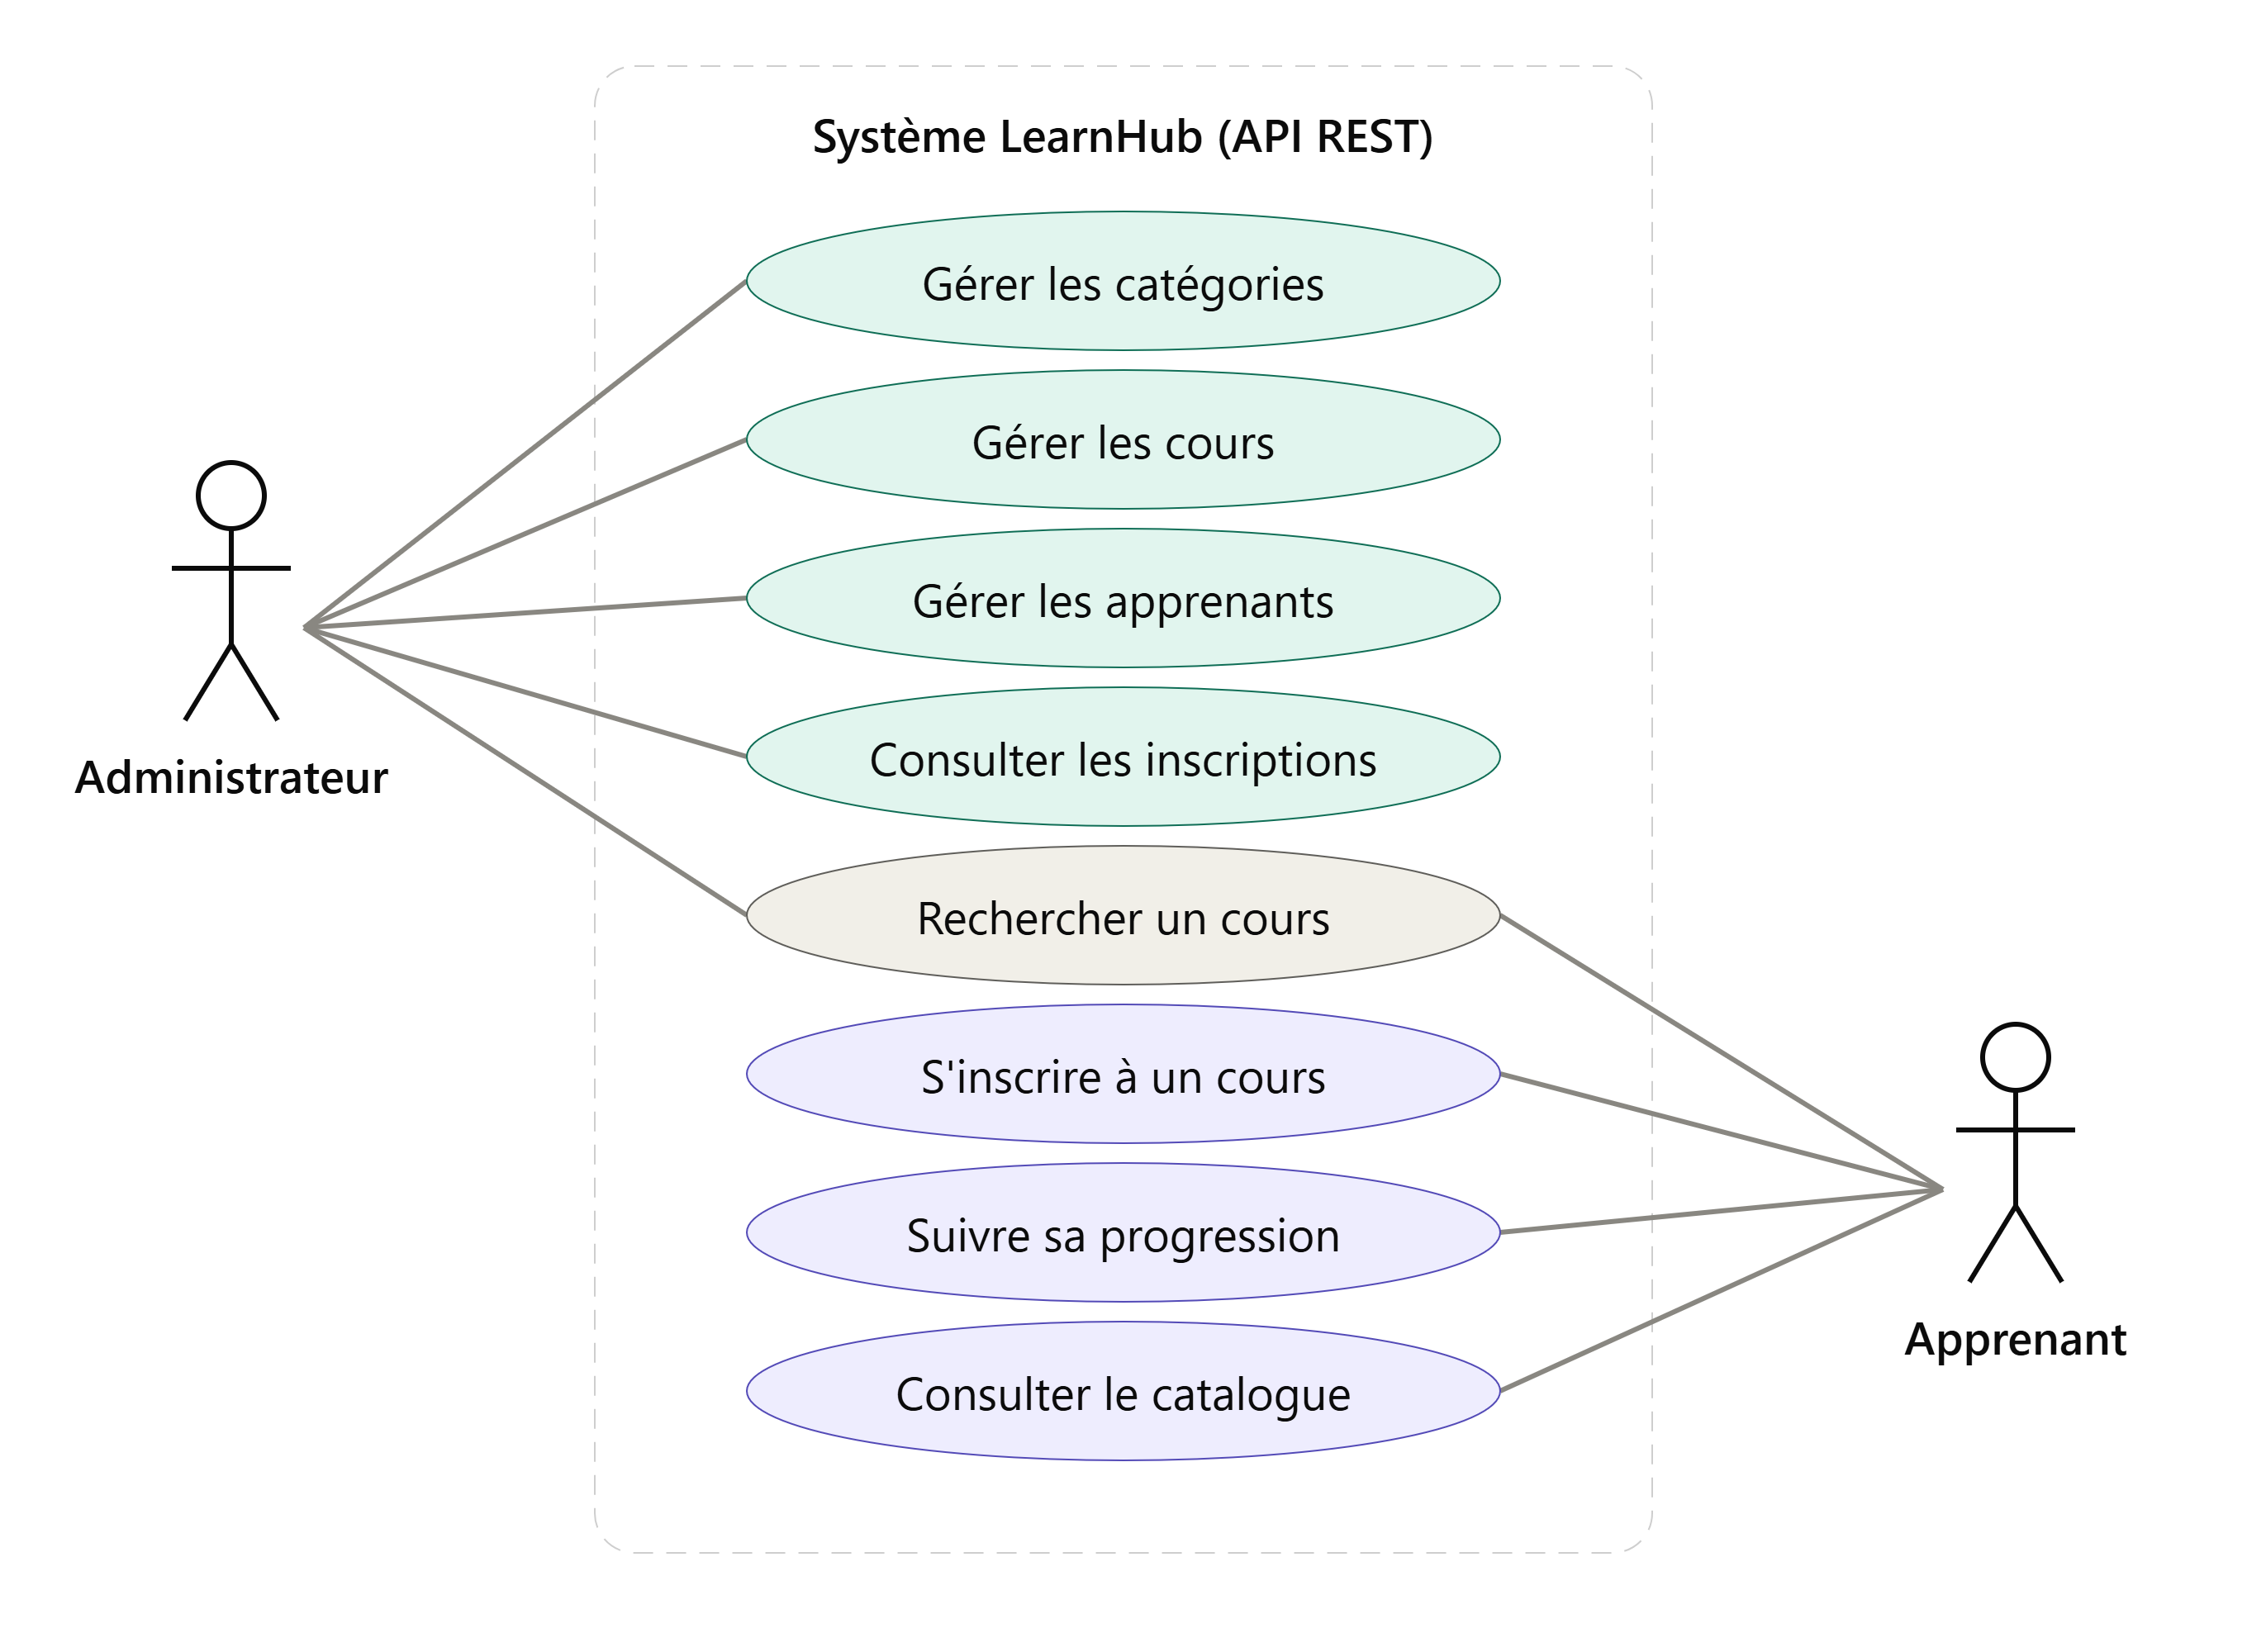 Système LearnHub (API REST)
Gérer les catégories
Gérer les cours
Gérer les apprenants
Consulter les inscriptions
Administrateur
Rechercher un cours
S'inscrire à un cours
Suivre sa progression
Apprenant
Consulter le catalogue